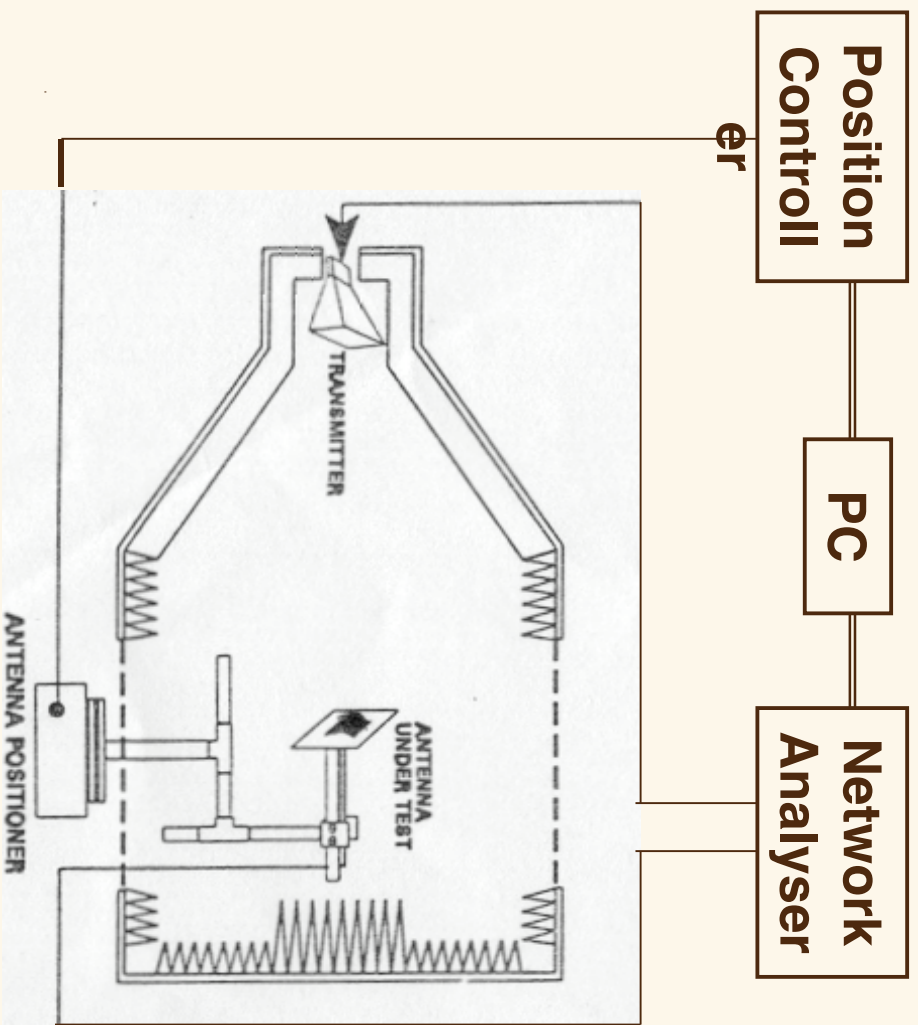 Position
Controll
er
PC
Network
Analyser
TRANSMITTER
ANTENNA
UNDER TEST
ANTENNA POSITIONER